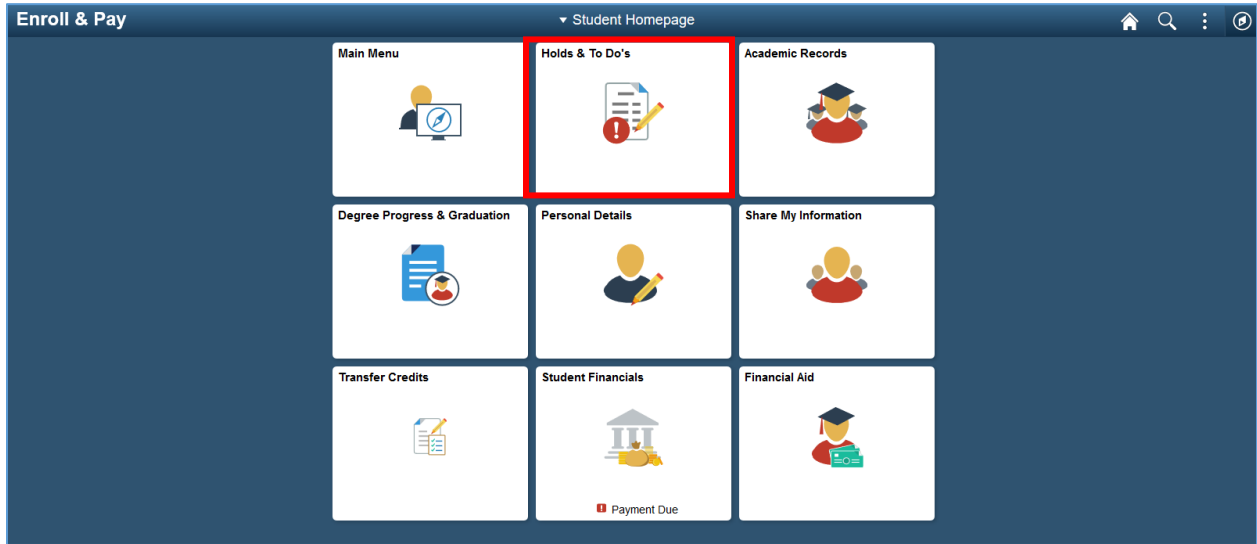 Enroll & Pay
Student Homepage
Main Menu
Holds & To Do's
Academic Records
Degree Progress & Graduation
Personal Details
Share My Information
Transfer Credits
Student Financials
Financial Aid
Payment Due